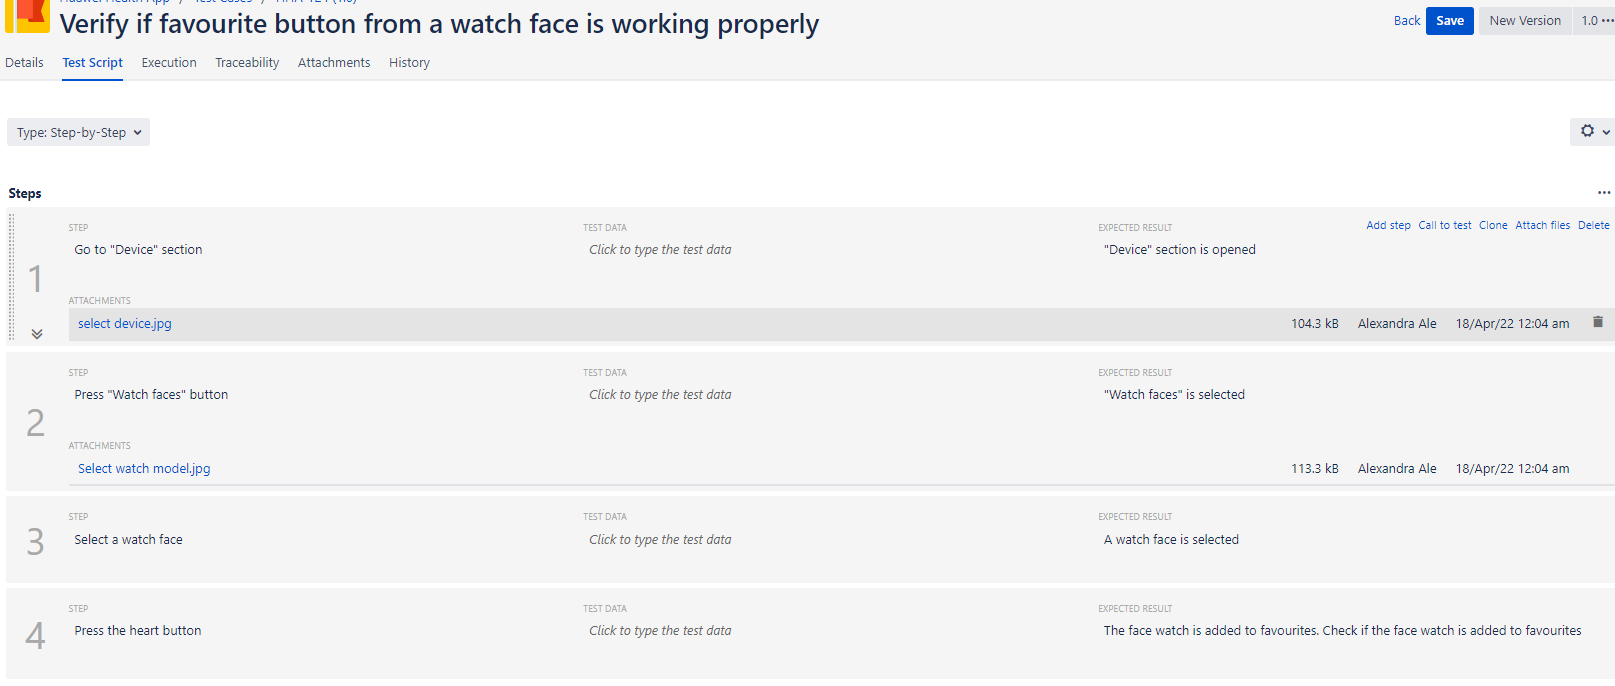 Huawei Health App / Test Cases /
Verify if favourite button from a watch face is working properly
Back Save New Version 1.0 ...
Details Test Script Execution Traceability Attachments History
Type: Step-by-Step
Steps
...
STEP TEST DATA EXPECTED RESULT Add step Call to test Clone Attach files Delete
Go to "Device" section Click to type the test data "Device" section is opened
1
ATTACHMENTS
select device.jpg 104.3 kB Alexandra Ale 18/Apr/22 12:04 am
STEP TEST DATA EXPECTED RESULT
Press "Watch faces" button Click to type the test data "Watch faces" is selected
2
ATTACHMENTS
Select watch model.jpg 113.3 kB Alexandra Ale 18/Apr/22 12:04 am
STEP TEST DATA EXPECTED RESULT
3
Select a watch face Click to type the test data A watch face is selected
STEP TEST DATA EXPECTED RESULT
4
Press the heart button Click to type the test data The face watch is added to favourites. Check if the face watch is added to favourites